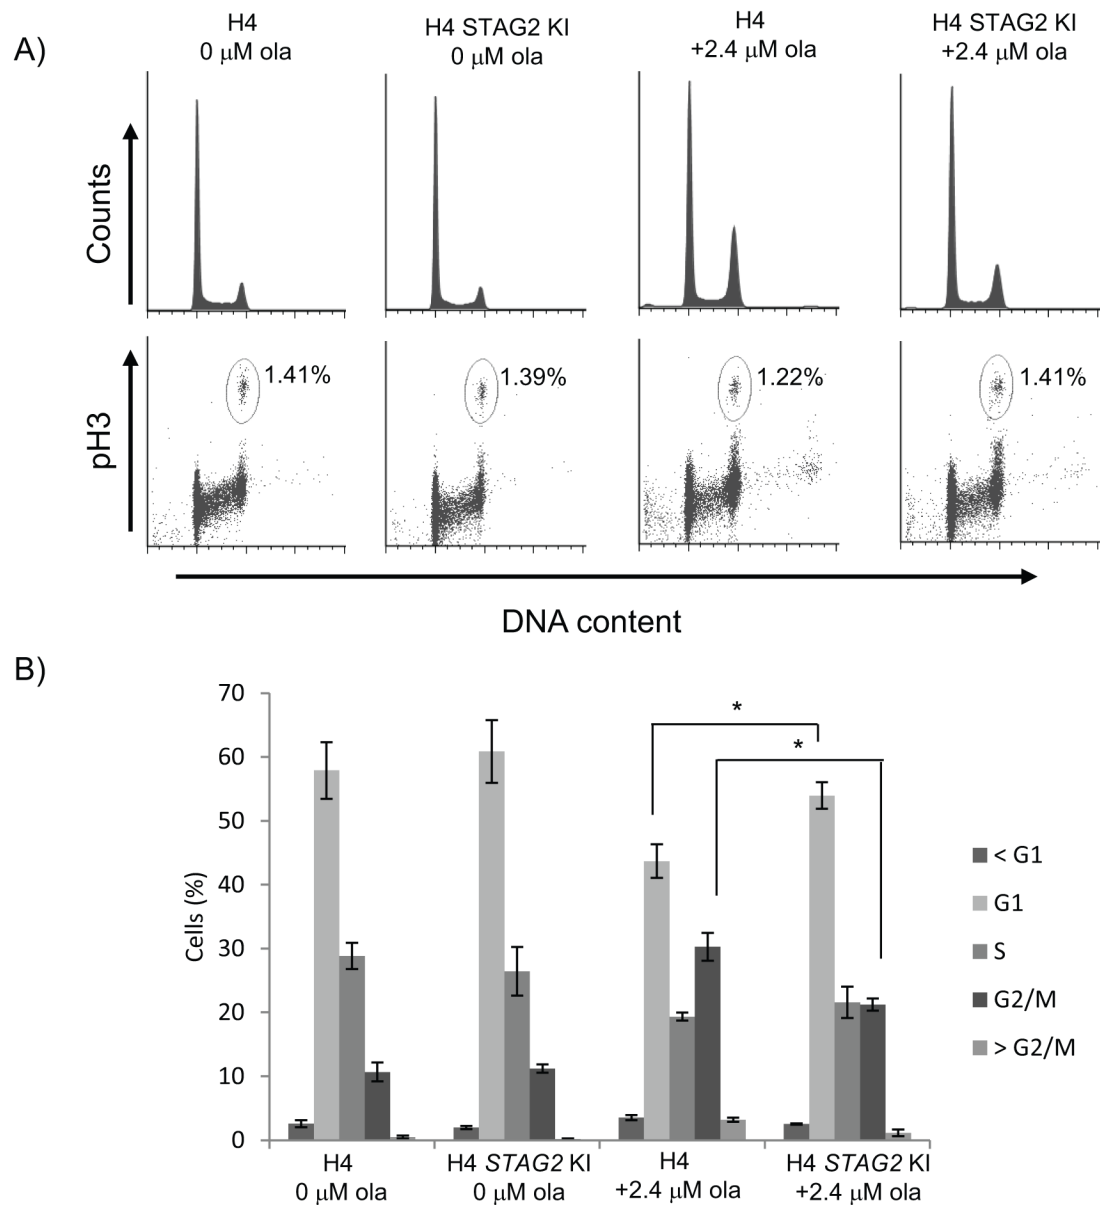 A)
H4
0 μM ola
H4 STAG2 KI
0 μM ola
H4
+2.4 μM ola
H4 STAG2 KI
+2.4 μM ola
Counts
pH3
1.41%
1.39%
1.22%
1.41%
DNA content
B)
Cells (%)
70
60
50
40
30
20
10
0
*
*
< G1
G1
S
G2/M
> G2/M
H4
0 μM ola
H4 STAG2 KI
0 μM ola
H4
+2.4 μM ola
H4 STAG2 KI
+2.4 μM ola